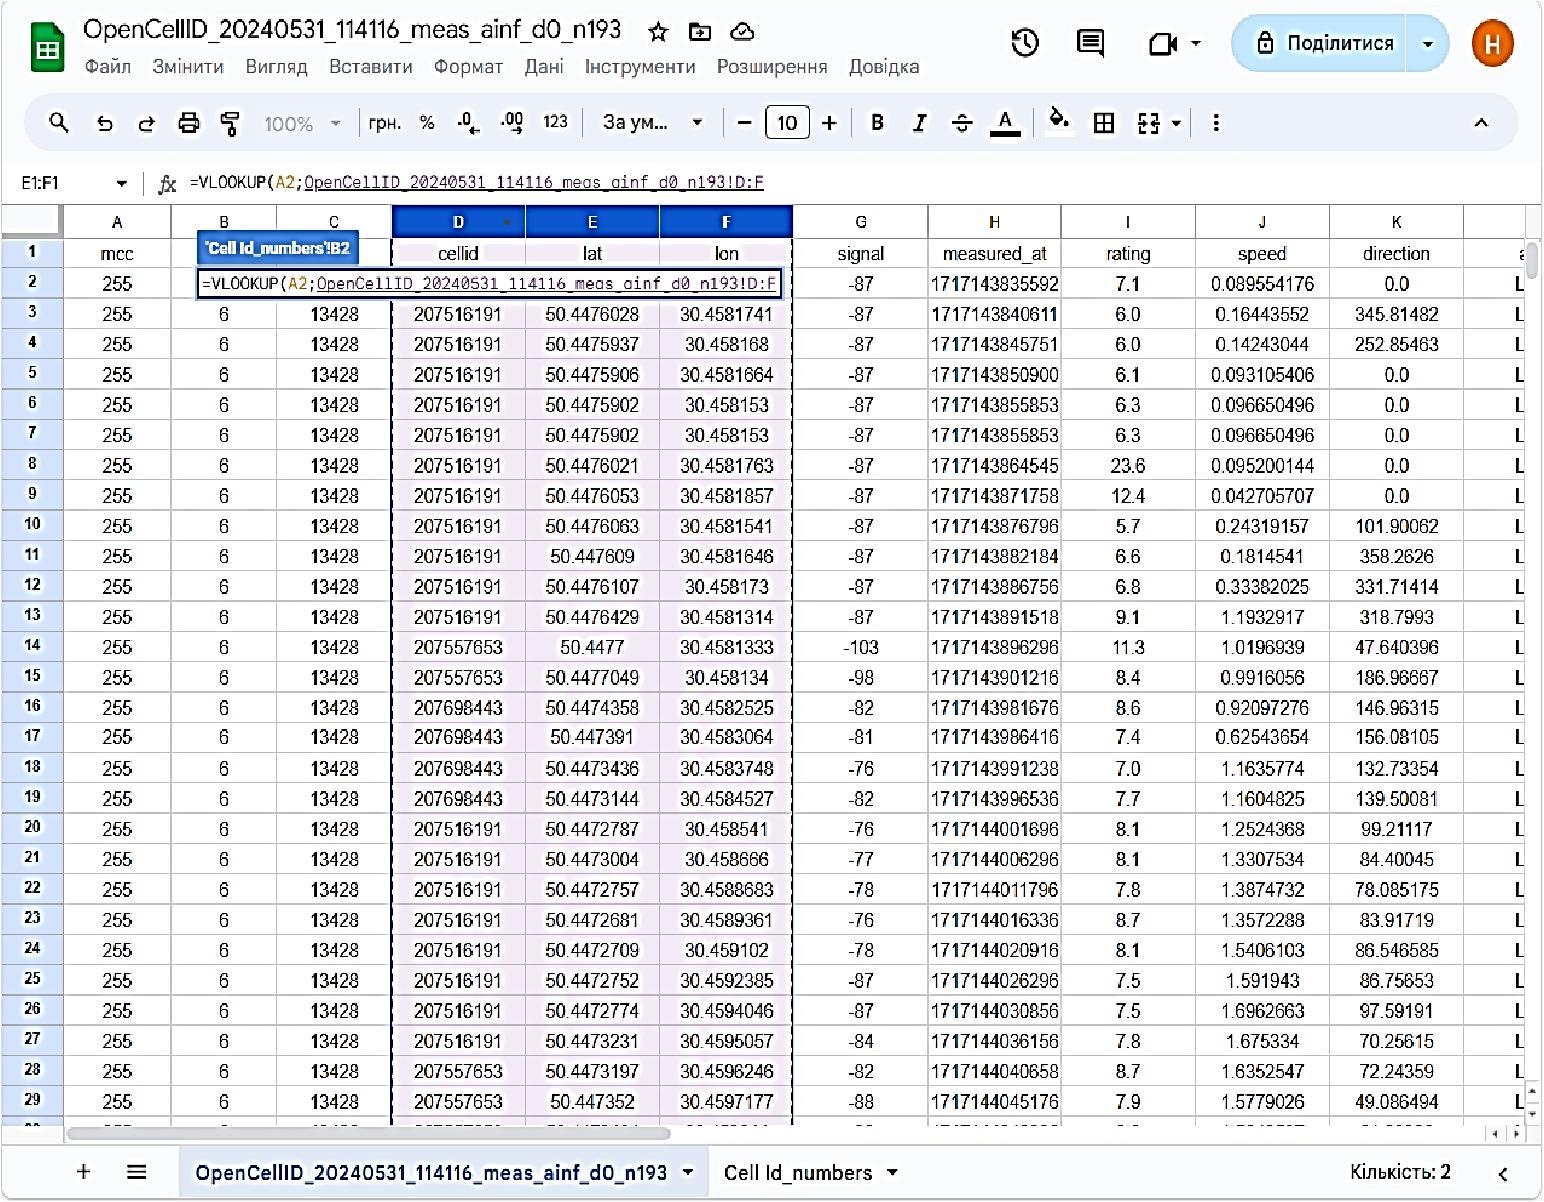 OpenCellID_20240531_114116_meas_ainf_d0_n193
Файл Змінити Вигляд Вставити Формат Дані Інструменти Розширення Довідка
Поділитися
H
100% грн. % .0 .00 123 За ум... − 10 + B I A
E1:F1 fx =VLOOKUP(A2;OpenCellID_20240531_114116_meas_ainf_d0_n193!D:F
A B C D E F G H I J K
'Cell Id_numbers'!B2
1 mcc cellid lat lon signal measured_at rating speed direction
2 255 =VLOOKUP(A2;OpenCellID_20240531_114116_meas_ainf_d0_n193!D:F -87 1717143835592 7.1 0.089554176 0.0 L
3 255 6 13428 207516191 50.4476028 30.4581741 -87 1717143840611 6.0 0.16443552 345.81482 L
4 255 6 13428 207516191 50.4475937 30.458168 -87 1717143845751 6.0 0.14243044 252.85463 L
5 255 6 13428 207516191 50.4475906 30.4581664 -87 1717143850900 6.1 0.093105406 0.0 L
6 255 6 13428 207516191 50.4475902 30.458153 -87 1717143855853 6.3 0.096650496 0.0 L
7 255 6 13428 207516191 50.4475902 30.458153 -87 1717143855853 6.3 0.096650496 0.0 L
8 255 6 13428 207516191 50.4476021 30.4581763 -87 1717143864545 23.6 0.095200144 0.0 L
9 255 6 13428 207516191 50.4476053 30.4581857 -87 1717143871758 12.4 0.042705707 0.0 L
10 255 6 13428 207516191 50.4476063 30.4581541 -87 1717143876796 5.7 0.24319157 101.90062 L
11 255 6 13428 207516191 50.447609 30.4581646 -87 1717143882184 6.6 0.1814541 358.2626 L
12 255 6 13428 207516191 50.4476107 30.458173 -87 1717143886756 6.8 0.33382025 331.71414 L
13 255 6 13428 207516191 50.4476429 30.4581314 -87 1717143891518 9.1 1.1932917 318.7993 L
14 255 6 13428 207557653 50.4477 30.4581333 -103 1717143896296 11.3 1.0196939 47.640396 L
15 255 6 13428 207557653 50.4477049 30.458134 -98 1717143901216 8.4 0.9916056 186.96667 L
16 255 6 13428 207698443 50.4474358 30.4582525 -82 1717143981676 8.6 0.92097276 146.96315 L
17 255 6 13428 207698443 50.447391 30.4583064 -81 1717143986416 7.4 0.62543654 156.08105 L
18 255 6 13428 207698443 50.4473436 30.4583748 -76 1717143991238 7.0 1.1635774 132.73354 L
19 255 6 13428 207698443 50.4473144 30.4584527 -82 1717143996536 7.7 1.1604825 139.50081 L
20 255 6 13428 207516191 50.4472787 30.458541 -76 1717144001696 8.1 1.2524368 99.21117 L
21 255 6 13428 207516191 50.4473004 30.458666 -77 1717144006296 8.1 1.3307534 84.40045 L
22 255 6 13428 207516191 50.4472757 30.4588683 -78 1717144011796 7.8 1.3874732 78.085175 L
23 255 6 13428 207516191 50.4472681 30.4589361 -76 1717144016336 8.7 1.3572288 83.91719 L
24 255 6 13428 207516191 50.4472709 30.459102 -78 1717144020916 8.1 1.5406103 86.546585 L
25 255 6 13428 207516191 50.4472752 30.4592385 -87 1717144026296 7.5 1.591943 86.75653 L
26 255 6 13428 207516191 50.4472774 30.4594046 -87 1717144030856 7.5 1.6962663 97.59191 L
27 255 6 13428 207516191 50.4473231 30.4595057 -84 1717144036156 7.8 1.675334 70.25615 L
28 255 6 13428 207557653 50.4473197 30.4596246 -82 1717144040658 8.7 1.6352547 72.24359 L
29 255 6 13428 207557653 50.447352 30.4597177 -88 1717144045176 7.9 1.5779026 49.086494 L
OpenCellID_20240531_114116_meas_ainf_d0_n193 Cell Id_numbers Кількість: 2